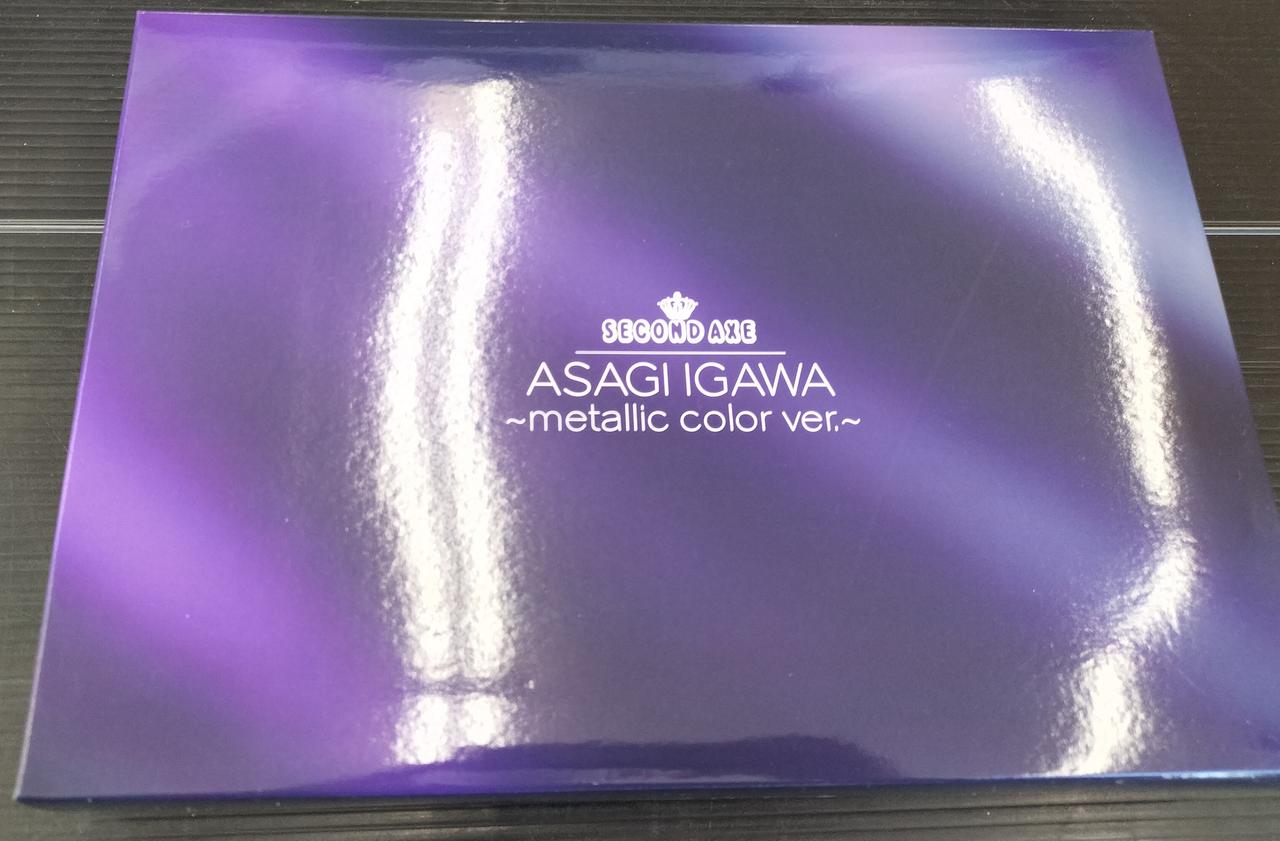 SECOND AXE
ASAGI IGAWA
~metallic color ver.~